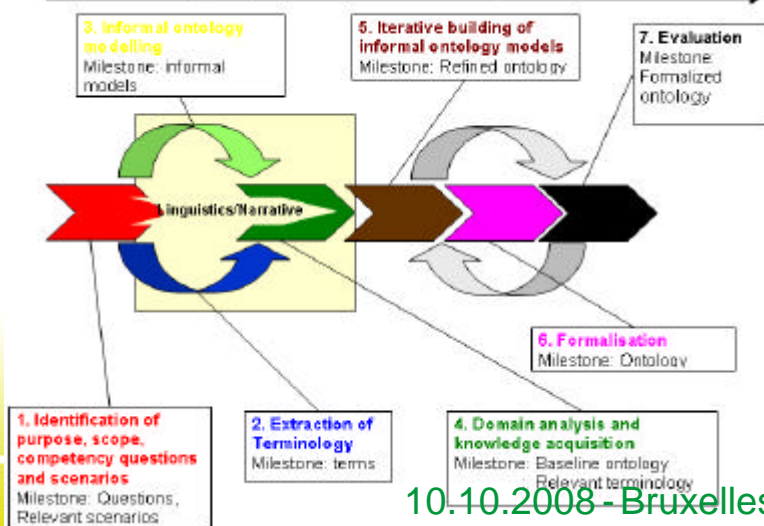 3. Informal ontology
modelling
Milestone: informal
models
5. Iterative building of
informal ontology models
Milestone: Refined ontology
7. Evaluation
Milestone:
Formalized
ontology
Linguistics/Narrative
6. Formalisation
Milestone: Ontology
1. Identification of
purpose, scope,
competency questions
and scenarios
Milestone: Questions,
Relevant scenarios
2. Extraction of
Terminology
Milestone: terms
4. Domain analysis and
knowledge acquisition
Milestone: Baseline ontology
Relevant terminology
10.10.2008 - Bruxelles